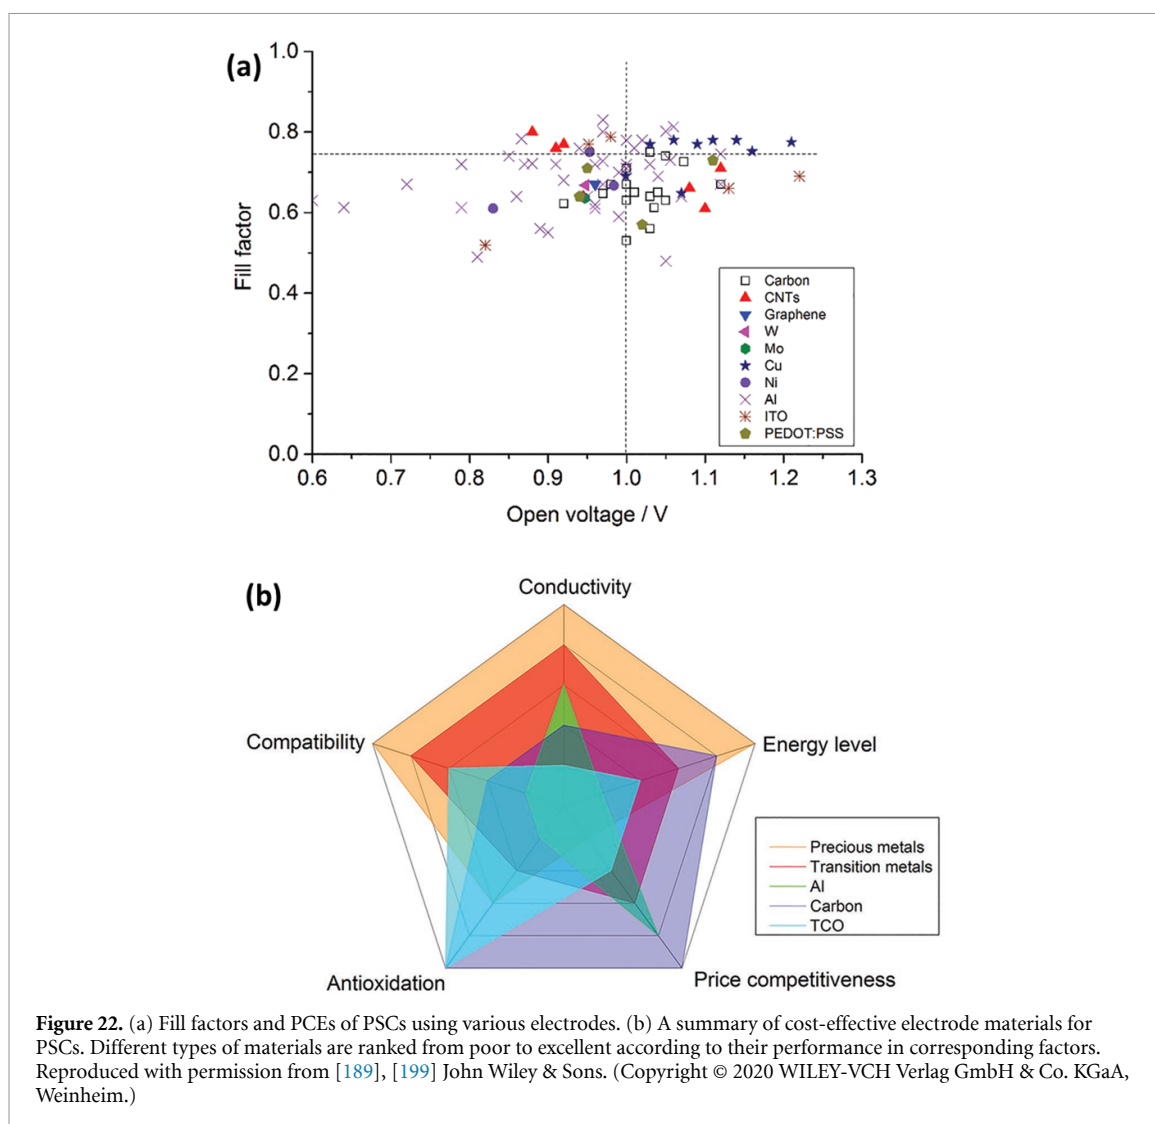 (a)
1.0
0.8
0.6
0.4
0.2
0.0
Fill factor
0.6 0.7 0.8 0.9 1.0 1.1 1.2 1.3
Open voltage / V
Carbon
CNTs
Graphene
W
Mo
Cu
Ni
Al
ITO
PEDOT:PSS
(b)
Conductivity
Compatibility
Energy level
Antioxidation
Price competitiveness
Precious metals
Transition metals
Al
Carbon
TCO
Figure 22. (a) Fill factors and PCEs of PSCs using various electrodes. (b) A summary of cost-effective electrode materials for
PSCs. Different types of materials are ranked from poor to excellent according to their performance in corresponding factors.
Reproduced with permission from [189], [199] John Wiley & Sons. (Copyright © 2020 WILEY-VCH Verlag GmbH & Co. KGaA,
Weinheim.)